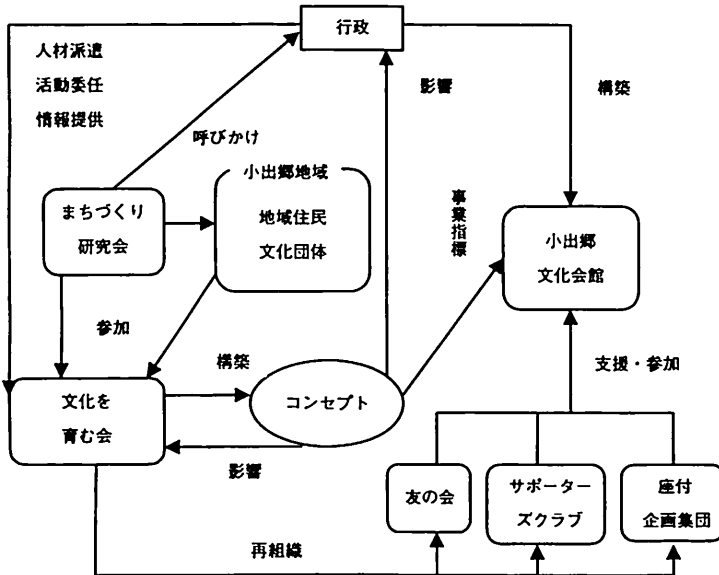 行政
人材派遣
活動委任
情報提供
影響
構築
呼びかけ
小出郷地域
地域住民
文化団体
まちづくり
研究会
事業指標
小出郷
文化会館
参加
構築
コンセプト
支援・参加
文化を
育む会
影響
友の会
サポーター
ズクラブ
座付
企画集団
再組織